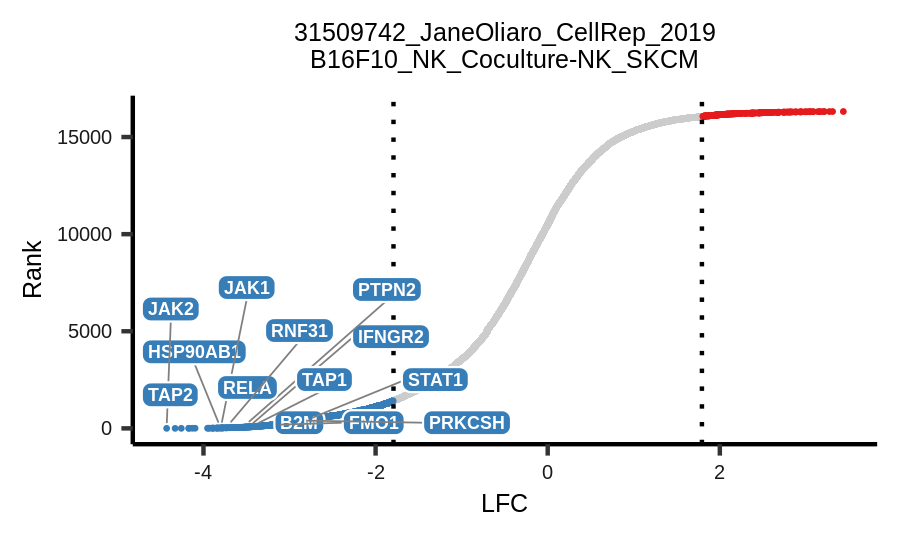 31509742_JaneOliaro_CellRep_2019
B16F10_NK_Coculture-NK_SKCM
Rank
15000
10000
5000
0
JAK1
PTPN2
JAK2
RNF31
IFNGR2
HSP90AB1
RELA
TAP1
STAT1
TAP2
B2M
FMO1
PRKCSH
-4
-2
0
2
LFC